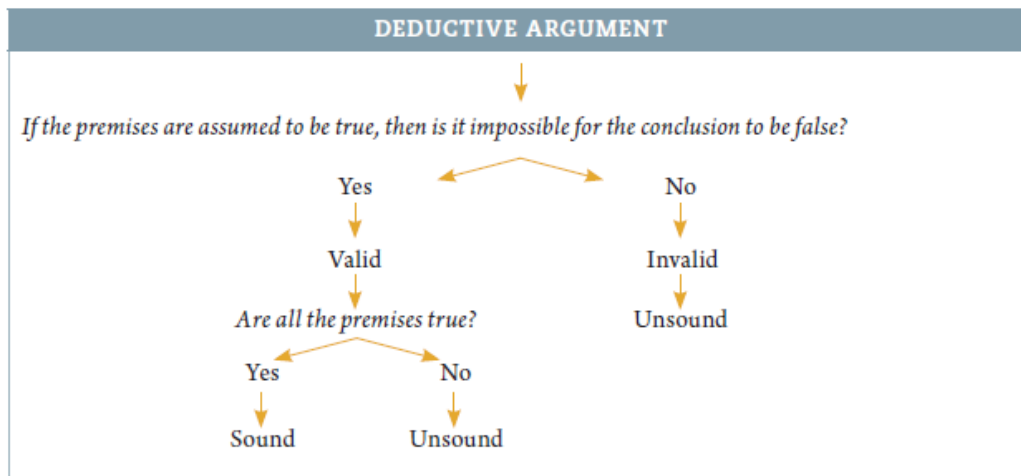 DEDUCTIVE ARGUMENT
If the premises are assumed to be true, then is it impossible for the conclusion to be false?
Yes No
Valid Invalid
Are all the premises true? Unsound
Yes No
Sound Unsound